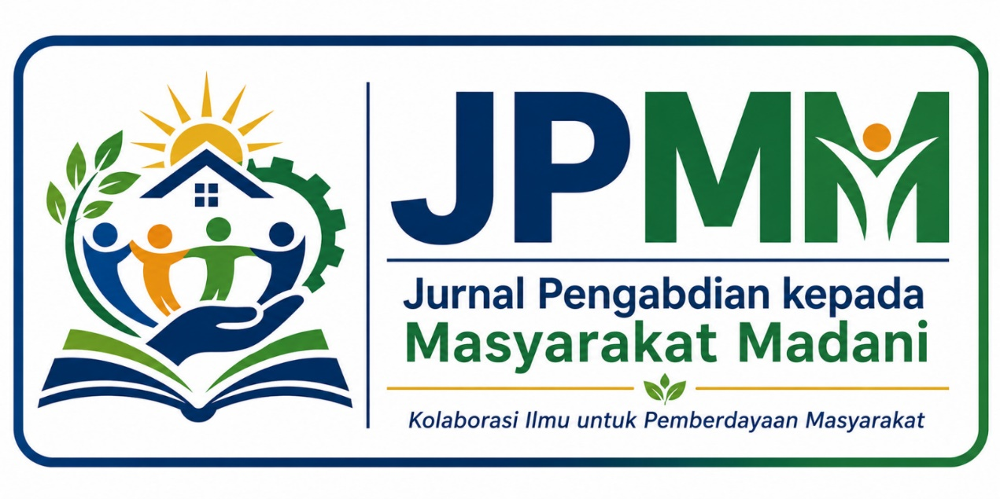 JPMM
Jurnal Pengabdian kepada
Masyarakat Madani
Kolaborasi Ilmu untuk Pemberdayaan Masyarakat